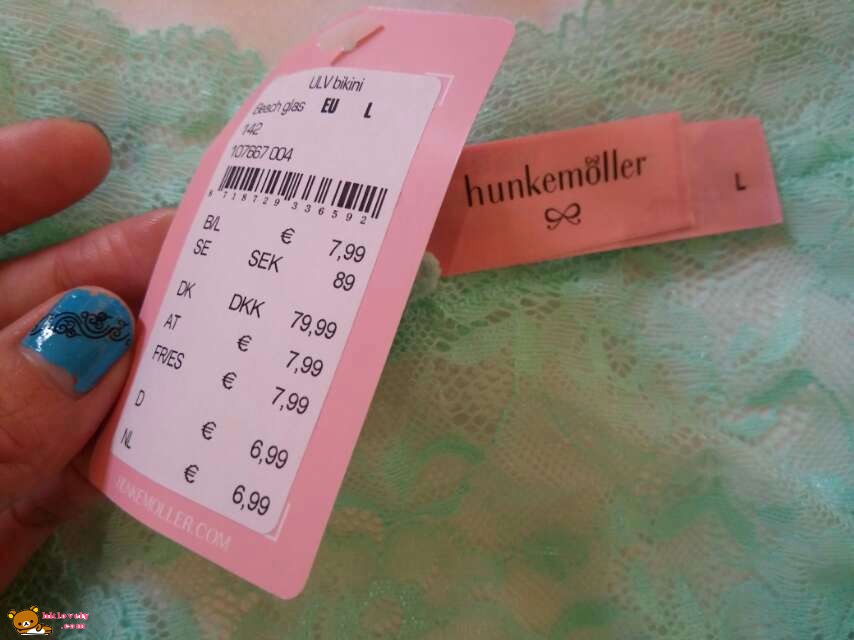 ULV bikini
Beach glas EU L
142
107667 004
8 718729 336592
B/L € 7,99
SE SEK 89
DK DKK 79,99
AT € 7,99
FR/ES € 7,99
D € 6,99
NL € 6,99
HUNKEMOLLER.COM
hunkemöller
L